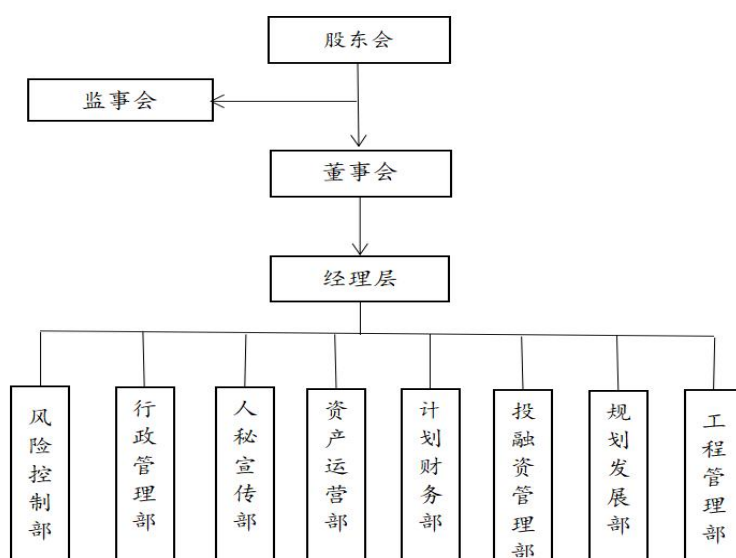 股东会
监事会
董事会
经理层
风险控制部
行政管理部
人秘宣传部
资产运营部
计划财务部
投融资管理部
规划发展部
工程管理部